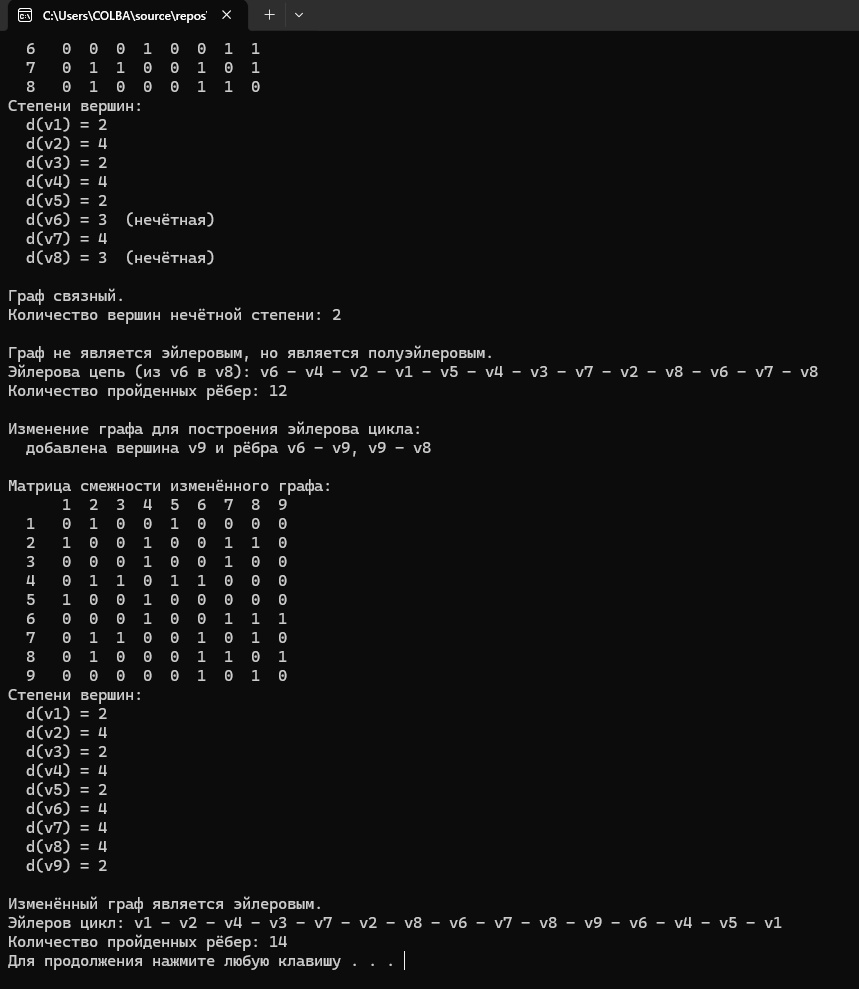 C:\Users\COLBA\source\repos'
6 0 0 0 1 0 0 1 1
7 0 1 1 0 0 1 0 1
8 0 1 0 0 0 1 1 0
Степени вершин:
d(v1) = 2
d(v2) = 4
d(v3) = 2
d(v4) = 4
d(v5) = 2
d(v6) = 3 (нечётная)
d(v7) = 4
d(v8) = 3 (нечётная)
Граф связный.
Количество вершин нечётной степени: 2
Граф не является эйлеровым, но является полуэйлеровым.
Эйлерова цепь (из v6 в v8): v6 - v4 - v2 - v1 - v5 - v4 - v3 - v7 - v2 - v8 - v6 - v7 - v8
Количество пройденных рёбер: 12
Изменение графа для построения эйлерова цикла:
добавлена вершина v9 и рёбра v6 - v9, v9 - v8
Матрица смежности изменённого графа:
1 2 3 4 5 6 7 8 9
1 0 1 0 0 1 0 0 0 0
2 1 0 0 1 0 0 1 1 0
3 0 0 0 1 0 0 1 0 0
4 0 1 1 0 1 1 0 0 0
5 1 0 0 1 0 0 0 0 0
6 0 0 0 1 0 0 1 1 1
7 0 1 1 0 0 1 0 1 0
8 0 1 0 0 0 1 1 0 1
9 0 0 0 0 0 1 0 1 0
Степени вершин:
d(v1) = 2
d(v2) = 4
d(v3) = 2
d(v4) = 4
d(v5) = 2
d(v6) = 4
d(v7) = 4
d(v8) = 4
d(v9) = 2
Изменённый граф является эйлеровым.
Эйлеров цикл: v1 - v2 - v4 - v3 - v7 - v2 - v8 - v6 - v7 - v8 - v9 - v6 - v4 - v5 - v1
Количество пройденных рёбер: 14
Для продолжения нажмите любую клавишу . . .